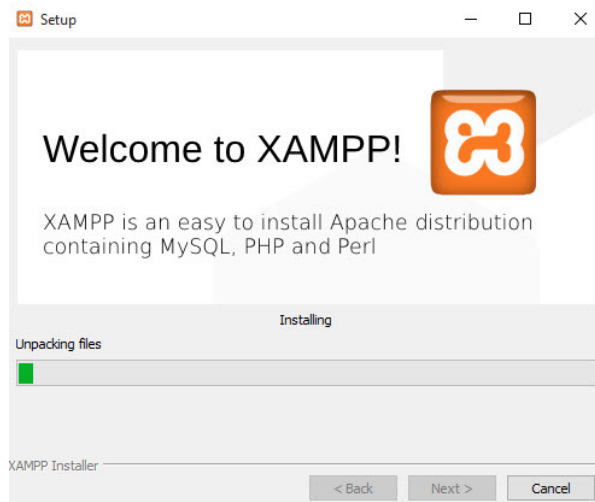 Setup
Welcome to XAMPP!
XAMPP is an easy to install Apache distribution
containing MySQL, PHP and Perl
Installing
Unpacking files
XAMPP Installer
< Back Next > Cancel